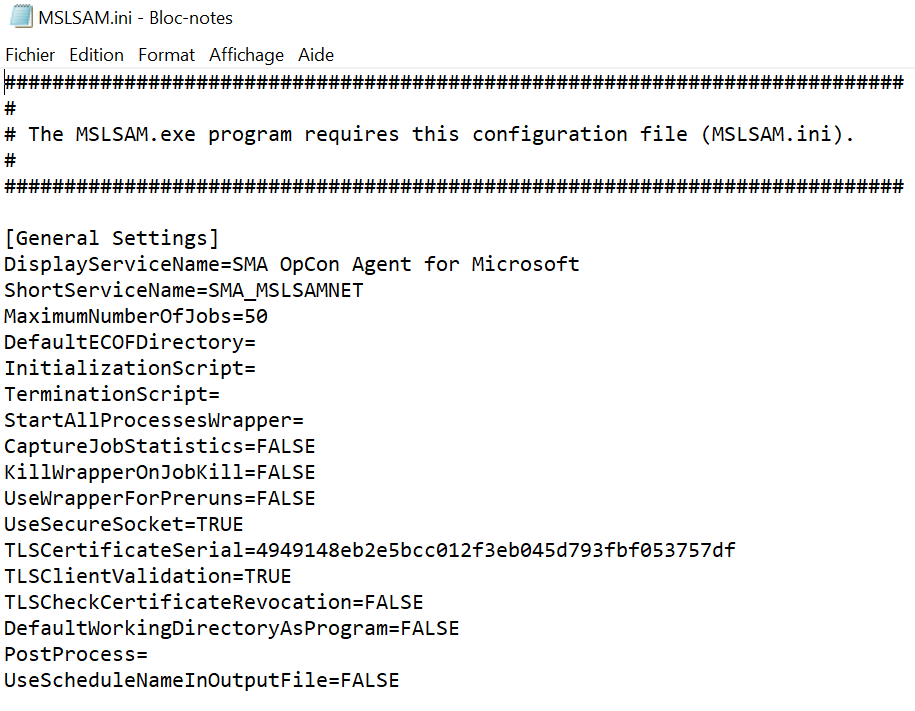 MSLSAM.ini - Bloc-notes
Fichier Edition Format Affichage Aide
###########################################################################
#
# The MSLSAM.exe program requires this configuration file (MSLSAM.ini).
#
###########################################################################
[General Settings]
DisplayServiceName=SMA OpCon Agent for Microsoft
ShortServiceName=SMA_MSLSAMNET
MaximumNumberOfJobs=50
DefaultECOFDirectory=
InitializationScript=
TerminationScript=
StartAllProcessesWrapper=
CaptureJobStatistics=FALSE
KillWrapperOnJobKill=FALSE
UseWrapperForPreruns=FALSE
UseSecureSocket=TRUE
TLSCertificateSerial=4949148eb2e5bcc012f3eb045d793fbf053757df
TLSClientValidation=TRUE
TLSCheckCertificateRevocation=FALSE
DefaultWorkingDirectoryAsProgram=FALSE
PostProcess=
UseScheduleNameInOutputFile=FALSE